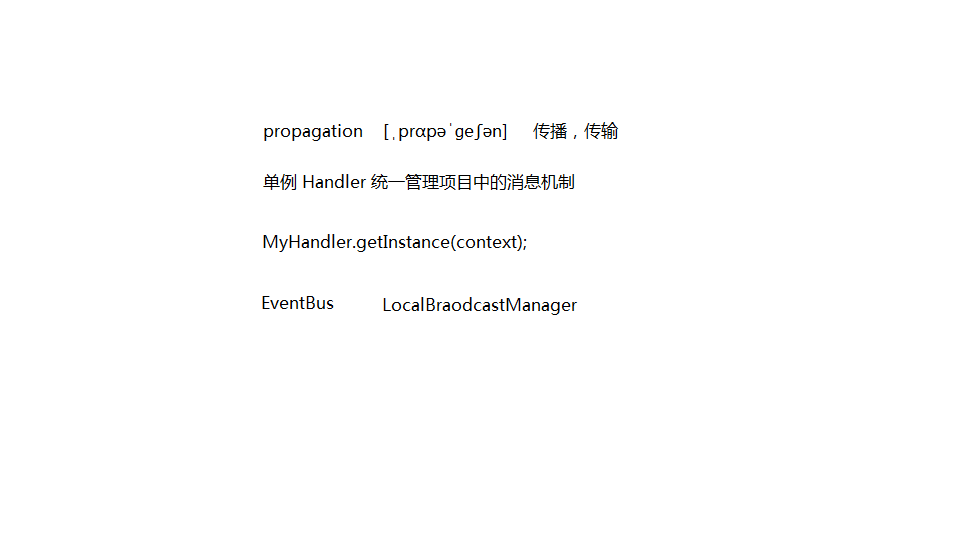 propagation [ˌprɑpəˈɡeʃən] 传播，传输
单例 Handler 统一管理项目中的消息机制
MyHandler.getInstance(context);
EventBus LocalBraodcastManager